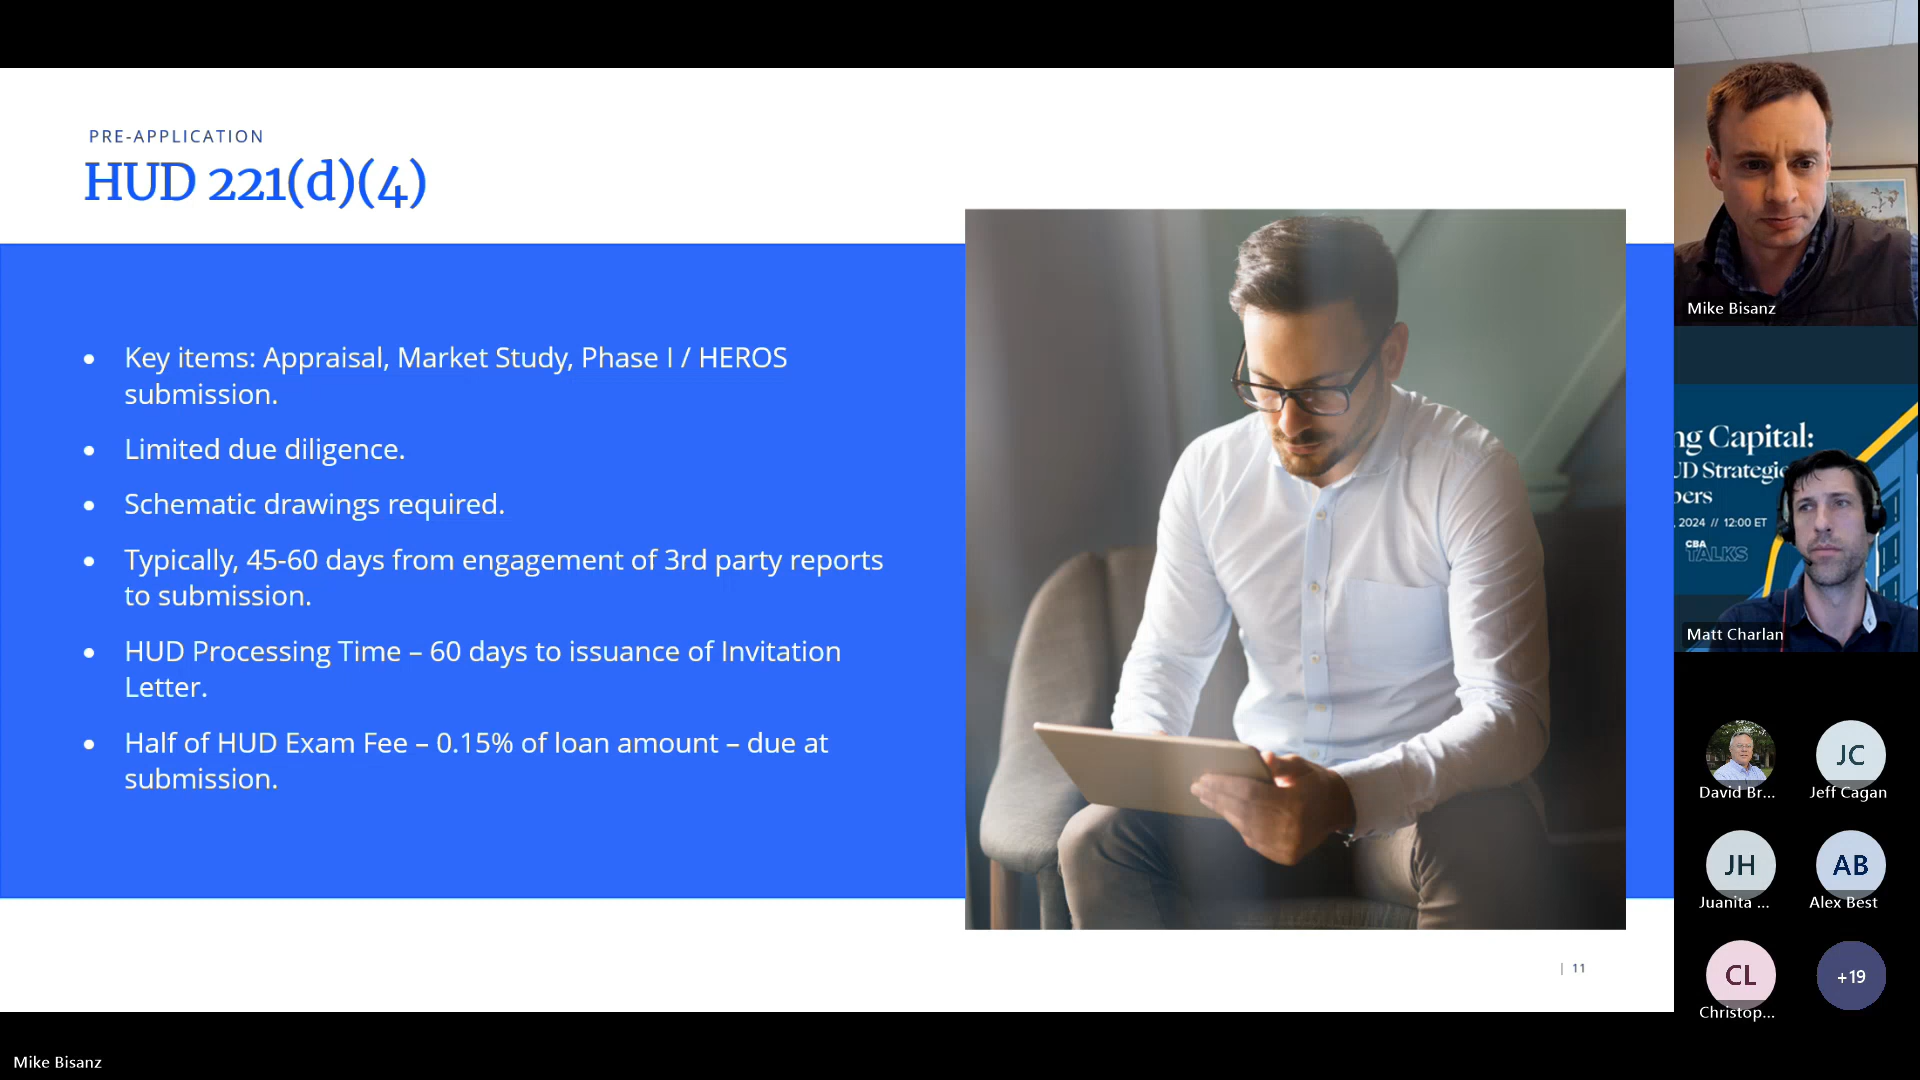 PRE-APPLICATION
HUD 221(d)(4)
• Key items: Appraisal, Market Study, Phase I / HEROS
submission.
• Limited due diligence.
• Schematic drawings required.
• Typically, 45-60 days from engagement of 3rd party reports
to submission.
• HUD Processing Time – 60 days to issuance of Invitation
Letter.
• Half of HUD Exam Fee – 0.15% of loan amount – due at
submission.
| 11
Mike Bisanz
ng Capital:
UD Strategie
pers
, 2024 // 12:00 ET
CBA
TALKS
Matt Charlan
David Br...
JC
Jeff Cagan
JH
Juanita ...
AB
Alex Best
CL
Christop...
+19
Mike Bisanz